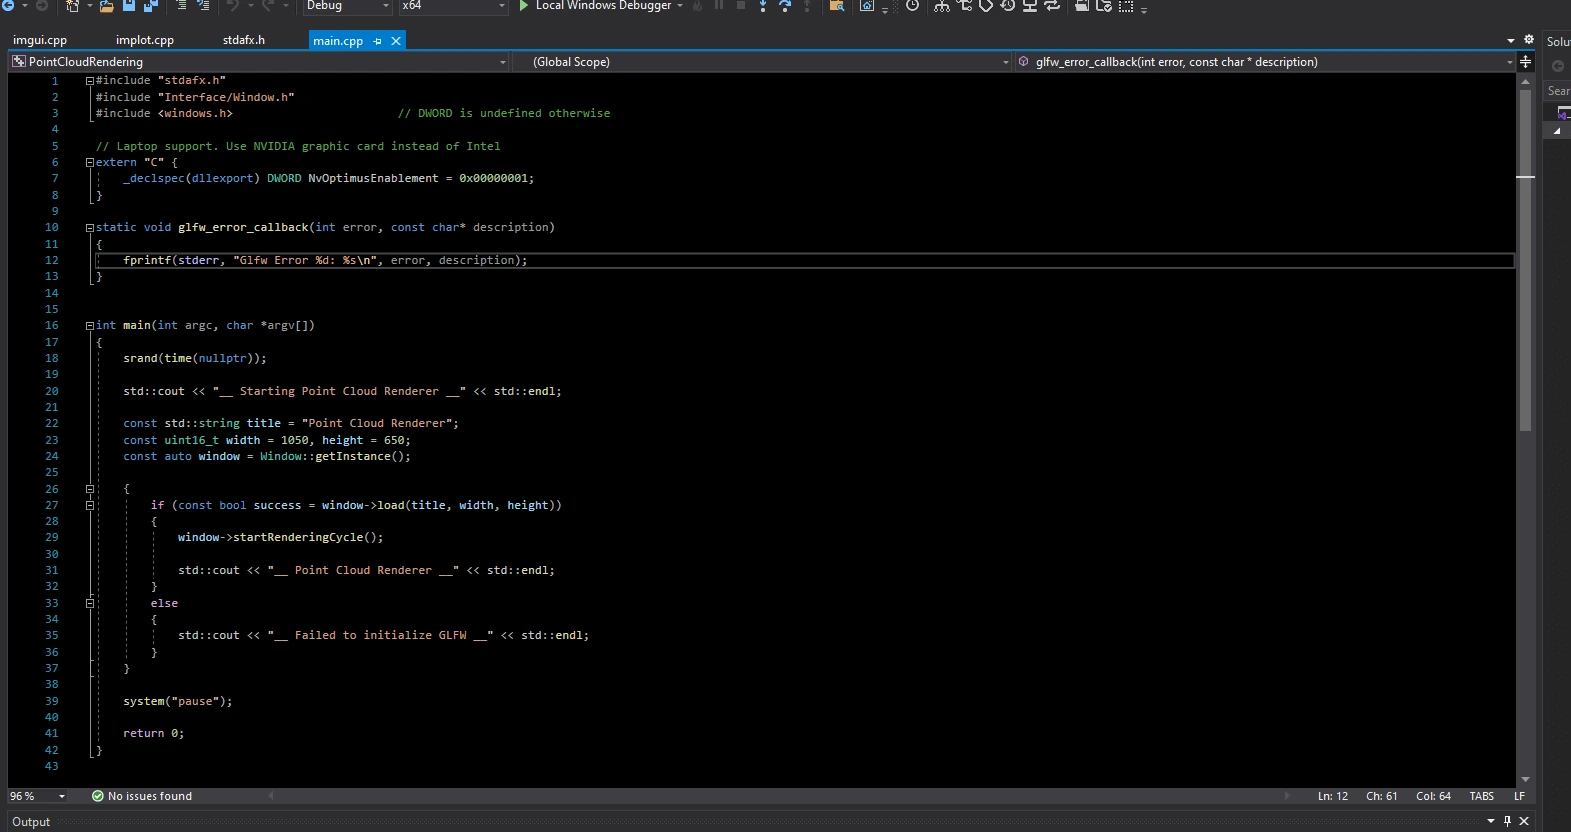 Debug x64 Local Windows Debugger
imgui.cpp implot.cpp stdafx.h main.cpp
PointCloudRendering (Global Scope) glfw_error_callback(int error, const char * description)
1 #include "stdafx.h"
2 #include "Interface/Window.h"
3 #include <windows.h> // DWORD is undefined otherwise
4
5 // Laptop support. Use NVIDIA graphic card instead of Intel
6 extern "C" {
7 _declspec(dllexport) DWORD NvOptimusEnablement = 0x00000001;
8 }
9
10 static void glfw_error_callback(int error, const char* description)
11 {
12 fprintf(stderr, "Glfw Error %d: %s\n", error, description);
13 }
14
15
16 int main(int argc, char *argv[])
17 {
18 srand(time(nullptr));
19
20 std::cout << "__ Starting Point Cloud Renderer __" << std::endl;
21
22 const std::string title = "Point Cloud Renderer";
23 const uint16_t width = 1050, height = 650;
24 const auto window = Window::getInstance();
25
26 {
27 if (const bool success = window->load(title, width, height))
28 {
29 window->startRenderingCycle();
30
31 std::cout << "__ Point Cloud Renderer __" << std::endl;
32 }
33 else
34 {
35 std::cout << "__ Failed to initialize GLFW __" << std::endl;
36 }
37 }
38
39 system("pause");
40
41 return 0;
42 }
43
96 % No issues found Ln: 12 Ch: 61 Col: 64 TABS LF
Output
Solu
Sear